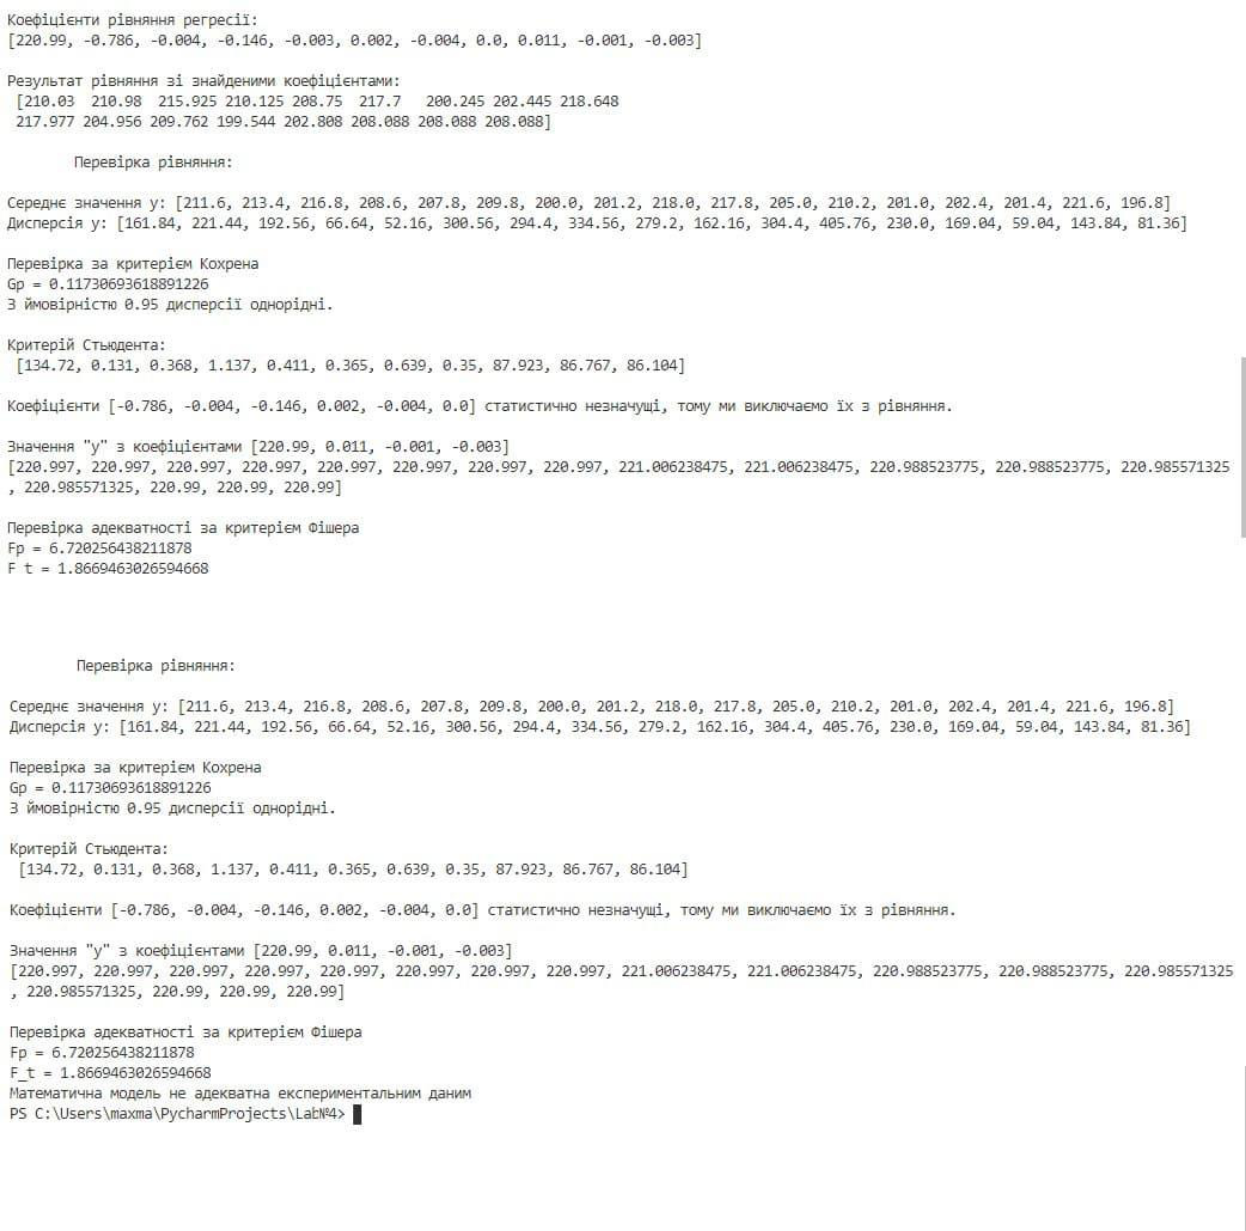 Коефіцієнти рівняння регресії:
[220.99, -0.786, -0.004, -0.146, -0.003, 0.002, -0.004, 0.0, 0.011, -0.001, -0.003]
Результат рівняння зі знайденими коефіцієнтами:
[210.03 210.98 215.925 210.125 208.75 217.7 200.245 202.445 218.648
217.977 204.956 209.762 199.544 202.808 208.088 208.088 208.088]
Перевірка рівняння:
Середнє значення y: [211.6, 213.4, 216.8, 208.6, 207.8, 209.8, 200.0, 201.2, 218.0, 217.8, 205.0, 210.2, 201.0, 202.4, 201.4, 221.6, 196.8]
Дисперсія y: [161.84, 221.44, 192.56, 66.64, 52.16, 300.56, 294.4, 334.56, 279.2, 162.16, 304.4, 405.76, 230.0, 169.04, 59.04, 143.84, 81.36]
Перевірка за критерієм Кохрена
Gp = 0.11730693618891226
З ймовірністю 0.95 дисперсії однорідні.
Критерій Стьюдента:
[134.72, 0.131, 0.368, 1.137, 0.411, 0.365, 0.639, 0.35, 87.923, 86.767, 86.104]
Коефіцієнти [-0.786, -0.004, -0.146, 0.002, -0.004, 0.0] статистично незначущі, тому ми виключаємо їх з рівняння.
Значення "y" з коефіцієнтами [220.99, 0.011, -0.001, -0.003]
[220.997, 220.997, 220.997, 220.997, 220.997, 220.997, 220.997, 220.997, 221.006238475, 221.006238475, 220.988523775, 220.988523775, 220.985571325
, 220.985571325, 220.99, 220.99, 220.99]
Перевірка адекватності за критерієм Фішера
Fp = 6.720256438211878
F t = 1.8669463026594668
Перевірка рівняння:
Середнє значення y: [211.6, 213.4, 216.8, 208.6, 207.8, 209.8, 200.0, 201.2, 218.0, 217.8, 205.0, 210.2, 201.0, 202.4, 201.4, 221.6, 196.8]
Дисперсія y: [161.84, 221.44, 192.56, 66.64, 52.16, 300.56, 294.4, 334.56, 279.2, 162.16, 304.4, 405.76, 230.0, 169.04, 59.04, 143.84, 81.36]
Перевірка за критерієм Кохрена
Gp = 0.11730693618891226
З ймовірністю 0.95 дисперсії однорідні.
Критерій Стьюдента:
[134.72, 0.131, 0.368, 1.137, 0.411, 0.365, 0.639, 0.35, 87.923, 86.767, 86.104]
Коефіцієнти [-0.786, -0.004, -0.146, 0.002, -0.004, 0.0] статистично незначущі, тому ми виключаємо їх з рівняння.
Значення "y" з коефіцієнтами [220.99, 0.011, -0.001, -0.003]
[220.997, 220.997, 220.997, 220.997, 220.997, 220.997, 220.997, 220.997, 221.006238475, 221.006238475, 220.988523775, 220.988523775, 220.985571325
, 220.985571325, 220.99, 220.99, 220.99]
Перевірка адекватності за критерієм Фішера
Fp = 6.720256438211878
F_t = 1.8669463026594668
Математична модель не адекватна експериментальним даним
PS C:\Users\maxma\PycharmProjects\Lab№4>